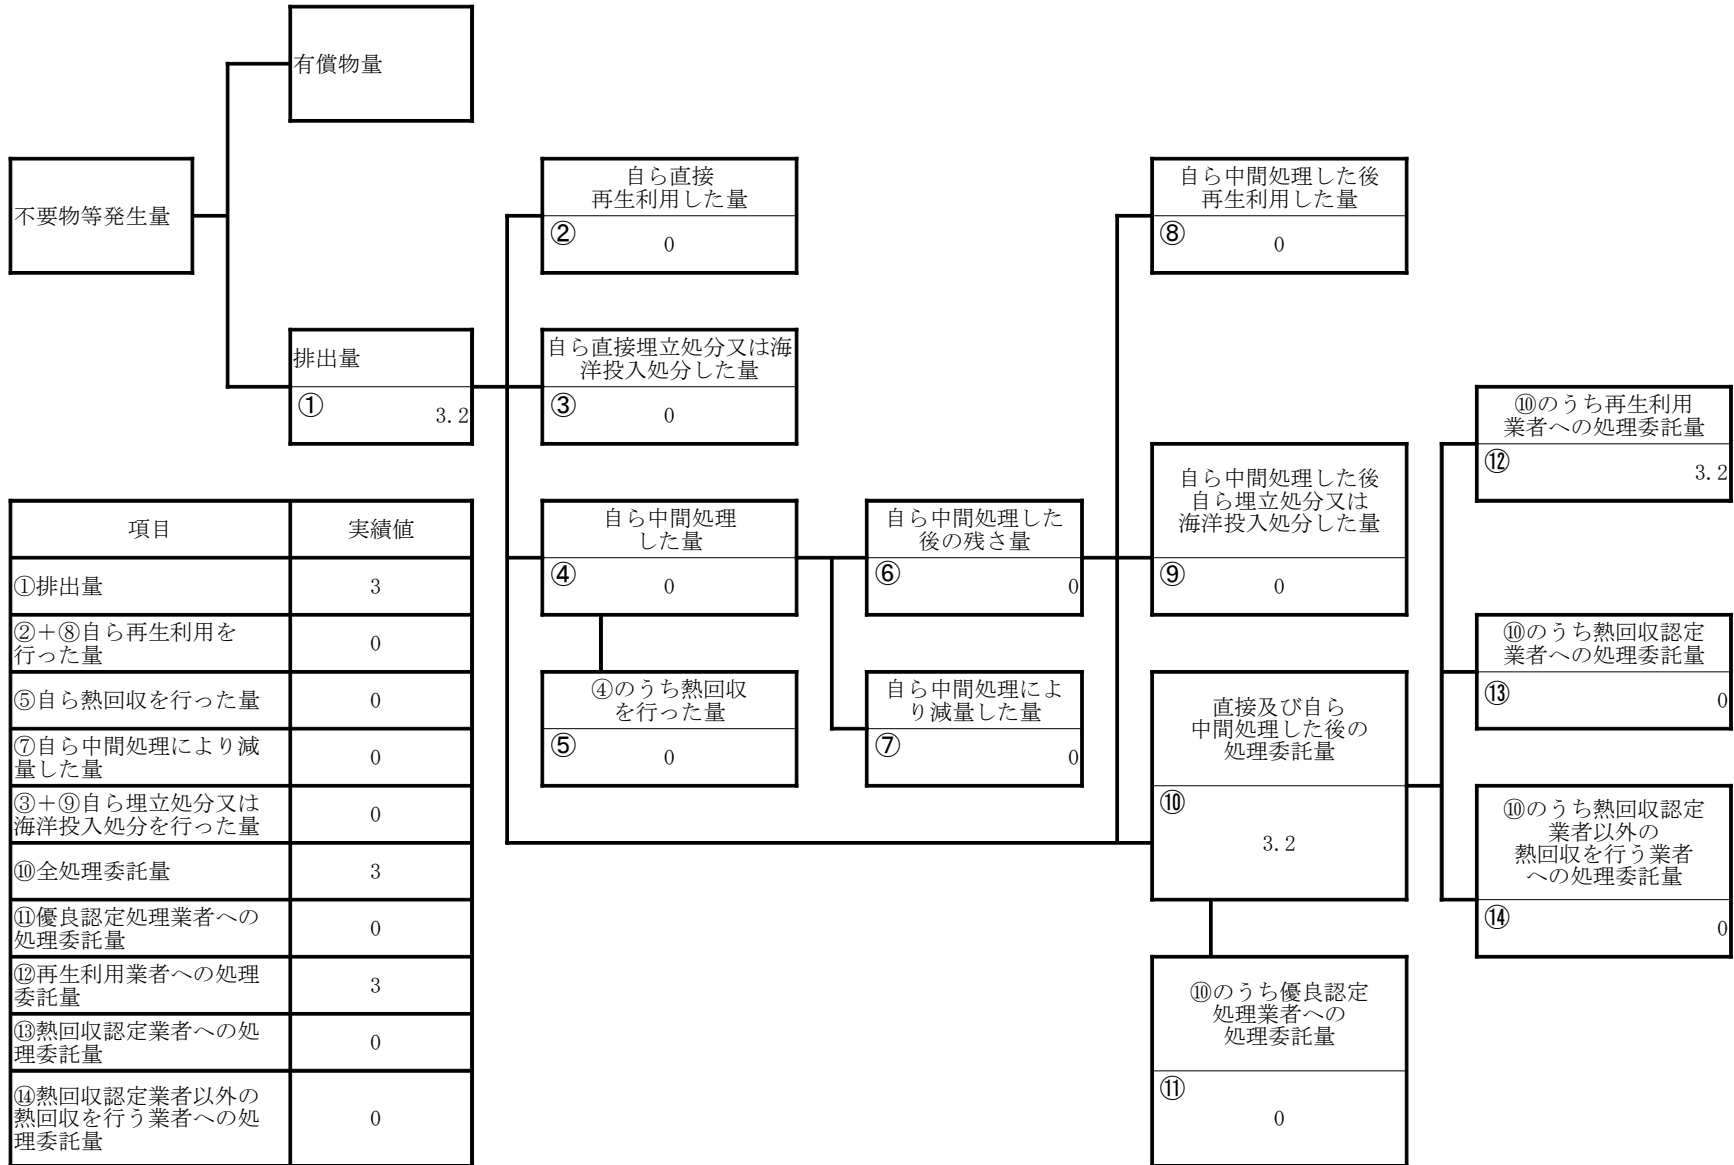 有償物量
不要物等発生量
自ら直接
再生利用した量
②
0
自ら中間処理した後
再生利用した量
⑧
0
排出量
①
3.2
自ら直接埋立処分又は海
洋投入処分した量
③
0
⑩のうち再生利用
業者への処理委託量
⑫
3.2
自ら中間処理
した量
④
0
自ら中間処理した
後の残さ量
⑥
0
自ら中間処理した後
自ら埋立処分又は
海洋投入処分した量
⑨
0
⑩のうち熱回収認定
業者への処理委託量
⑬
0
④のうち熱回収
を行った量
⑤
0
自ら中間処理によ
り減量した量
⑦
0
直接及び自ら
中間処理した後の
処理委託量
⑩
3.2
⑩のうち熱回収認定
業者以外の
熱回収を行う業者
への処理委託量
⑭
0
⑩のうち優良認定
処理業者への
処理委託量
⑪
0
項目 実績値
①排出量 3
②＋⑧自ら再生利用を
行った量 0
⑤自ら熱回収を行った量 0
⑦自ら中間処理により減
量した量 0
③＋⑨自ら埋立処分又は
海洋投入処分を行った量 0
⑩全処理委託量 3
⑪優良認定処理業者への
処理委託量 0
⑫再生利用業者への処理
委託量 3
⑬熱回収認定業者への処
理委託量 0
⑭熱回収認定業者以外の
熱回収を行う業者への処
理委託量 0